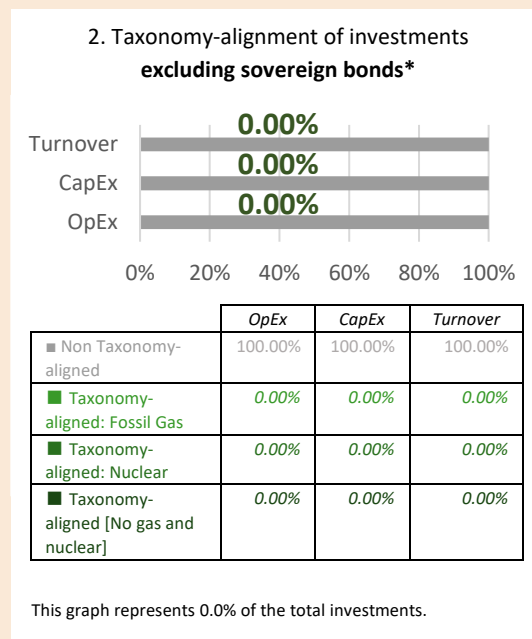 2. Taxonomy-alignment of investments
excluding sovereign bonds*
0.00%
Turnover
0.00%
CapEx
0.00%
OpEx
0% 20% 40% 60% 80% 100%
OpEx CapEx Turnover
■ Non Taxonomy- 100.00% 100.00% 100.00%
aligned
■ Taxonomy- 0.00% 0.00% 0.00%
aligned: Fossil Gas
■ Taxonomy- 0.00% 0.00% 0.00%
aligned: Nuclear
■ Taxonomy- 0.00% 0.00% 0.00%
aligned [No gas and
nuclear]
This graph represents 0.0% of the total investments.